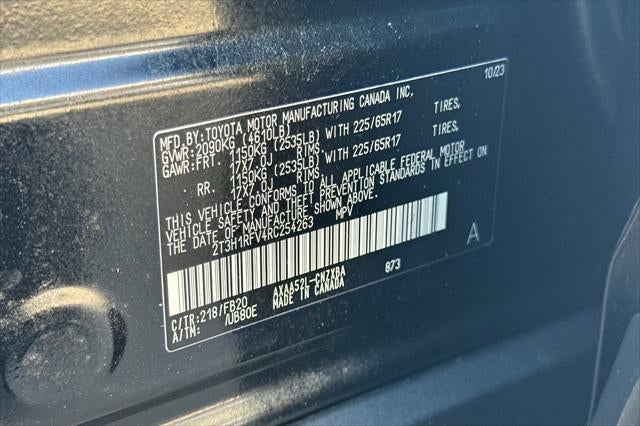 10/23
MFD.BY:TOYOTA MOTOR MANUFACTURING CANADA INC.
GVWR:2090KG (4610LB)
GAWR:FRT. 1150KG (2535LB) WITH 225/65R17 TIRES,
17X7.0J RIMS
RR. 1150KG (2535LB) WITH 225/65R17 TIRES,
17X7.0J RIMS
THIS VEHICLE CONFORMS TO ALL APPLICABLE FEDERAL MOTOR
VEHICLE SAFETY AND THEFT PREVENTION STANDARDS IN EFFECT ON
THE DATE OF MANUFACTURE SHOWN ABOVE.
2T3H1RFV4RC254263 MPV
A
C/TR:218/FB20 AXAA52L-CNZXBA 873
A/TM: /UB80E MADE IN CANADA